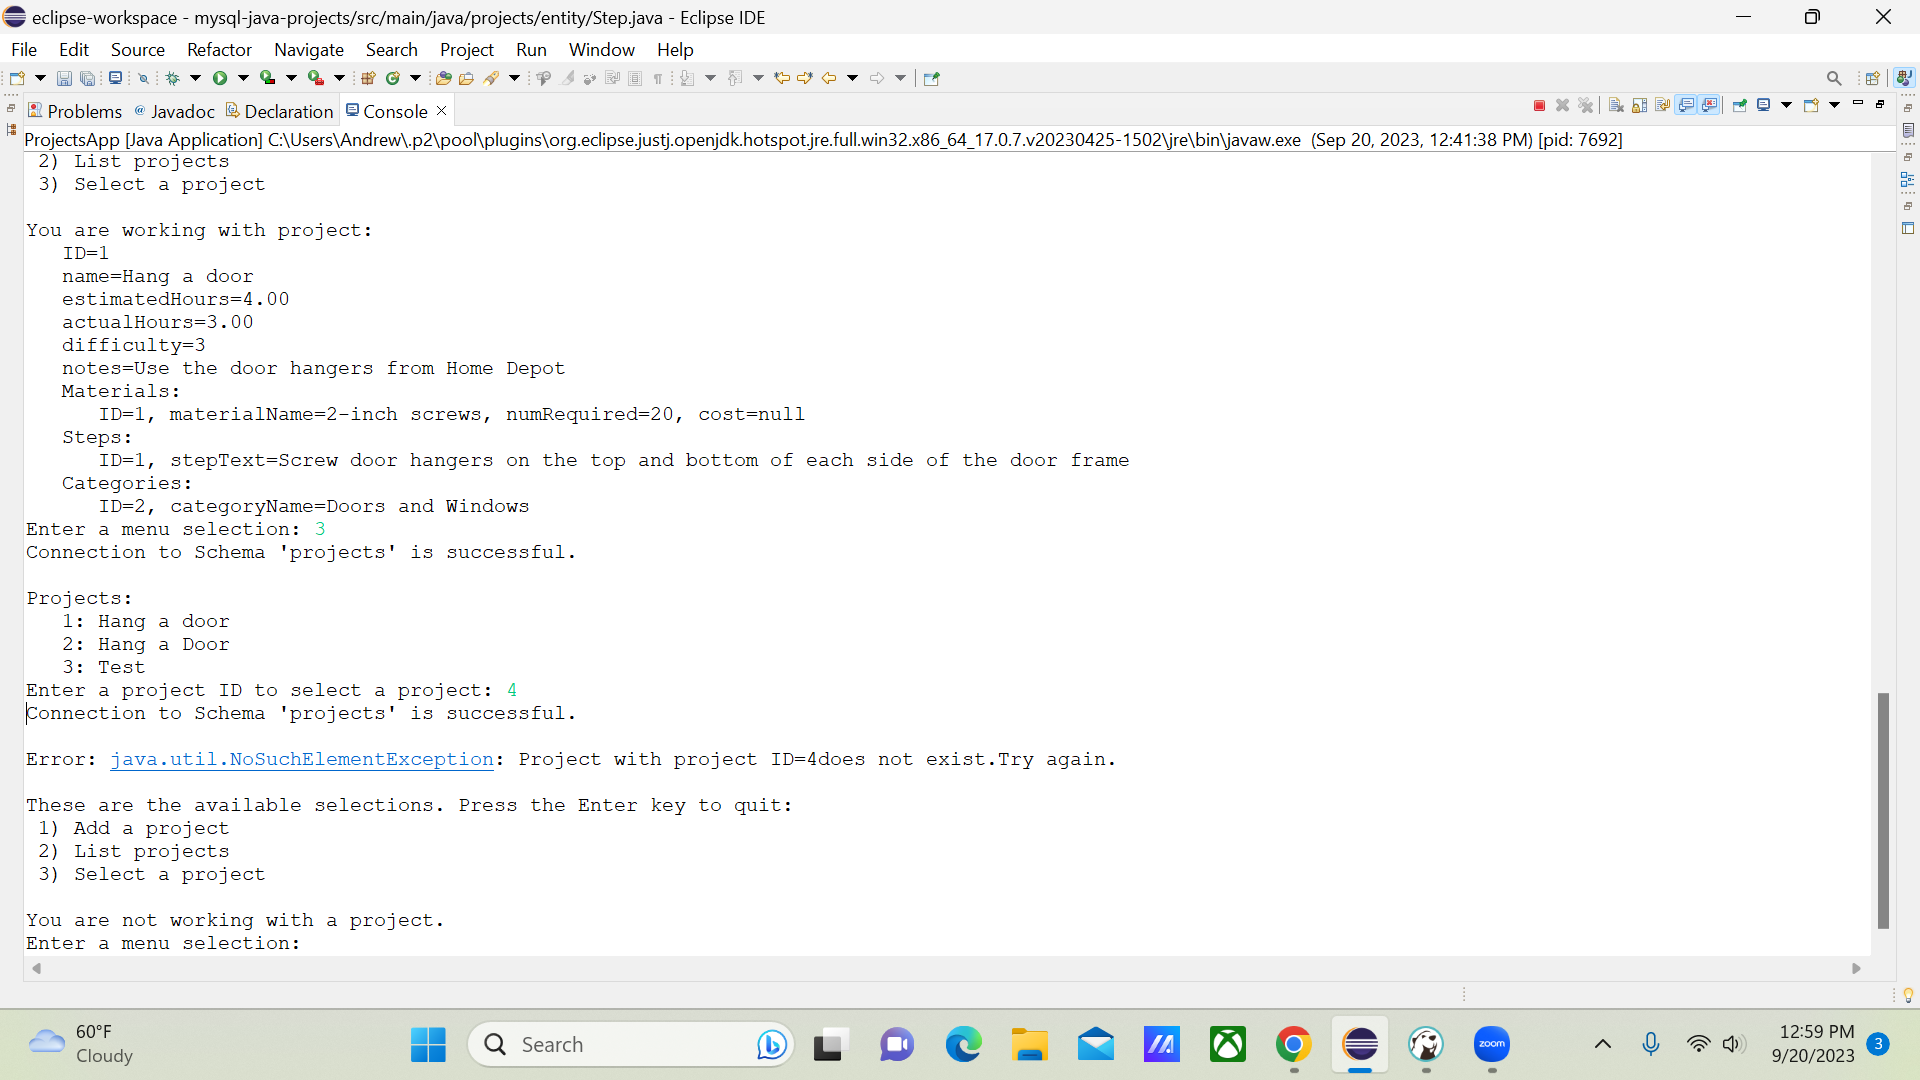 eclipse-workspace - mysql-java-projects/src/main/java/projects/entity/Step.java - Eclipse IDE
File Edit Source Refactor Navigate Search Project Run Window Help
Problems @ Javadoc Declaration Console
ProjectsApp [Java Application] C:\Users\Andrew\.p2\pool\plugins\org.eclipse.justj.openjdk.hotspot.jre.full.win32.x86_64_17.0.7.v20230425-1502\jre\bin\javaw.exe (Sep 20, 2023, 12:41:38 PM) [pid: 7692]
2) List projects
3) Select a project
You are working with project:
ID=1
name=Hang a door
estimatedHours=4.00
actualHours=3.00
difficulty=3
notes=Use the door hangers from Home Depot
Materials:
ID=1, materialName=2-inch screws, numRequired=20, cost=null
Steps:
ID=1, stepText=Screw door hangers on the top and bottom of each side of the door frame
Categories:
ID=2, categoryName=Doors and Windows
Enter a menu selection: 3
Connection to Schema 'projects' is successful.
Projects:
1: Hang a door
2: Hang a Door
3: Test
Enter a project ID to select a project: 4
Connection to Schema 'projects' is successful.
Error: java.util.NoSuchElementException: Project with project ID=4does not exist.Try again.
These are the available selections. Press the Enter key to quit:
1) Add a project
2) List projects
3) Select a project
You are not working with a project.
Enter a menu selection:
60°F
Cloudy
Search
zoom
12:59 PM
9/20/2023
3